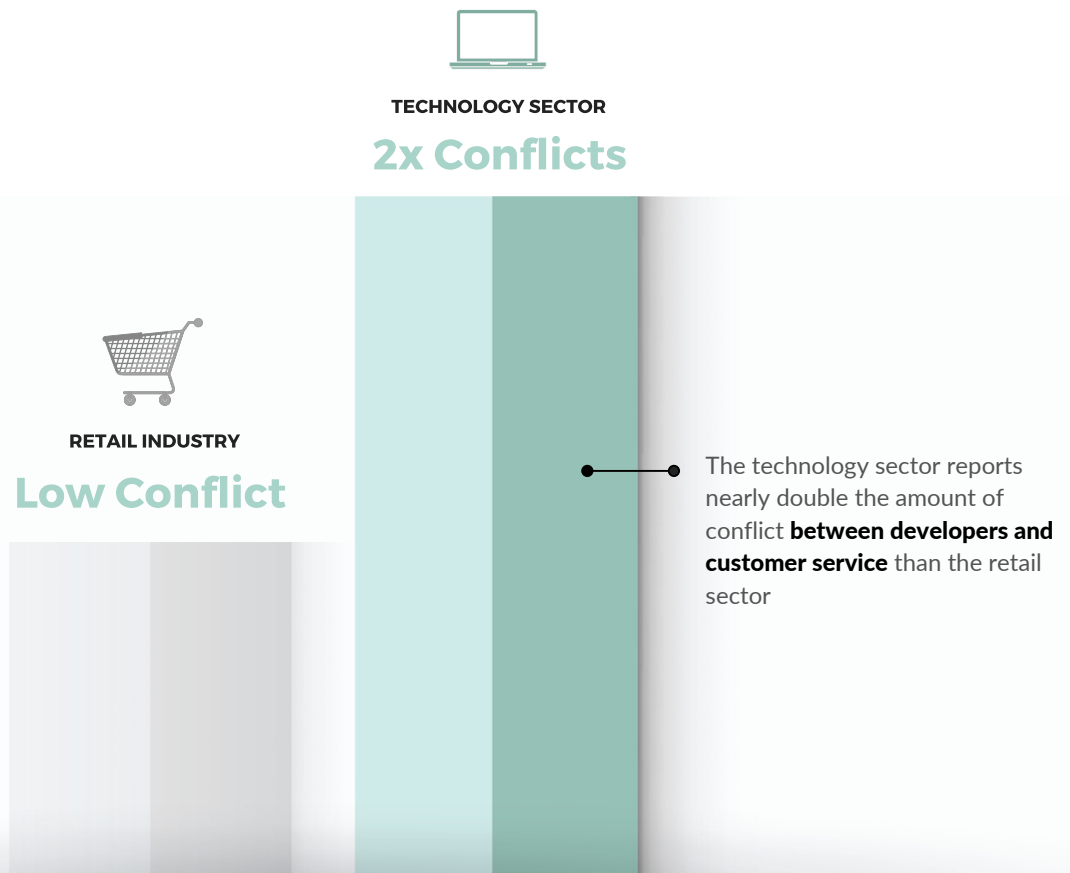 TECHNOLOGY SECTOR
2x Conflicts
RETAIL INDUSTRY
Low Conflict
The technology sector reports
nearly double the amount of
conflict between developers and
customer service than the retail
sector